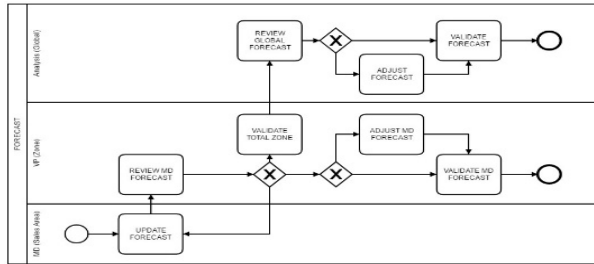 FORECAST
Analysis (Global)
REVIEW
GLOBAL
FORECAST
VALIDATE
FORECAST
ADJUST
FORECAST
VP (Zone)
VALIDATE
TOTAL ZONE
ADJUST MD
FORECAST
REVIEW MD
FORECAST
VALIDATE MD
FORECAST
MD (Sales Area)
UPDATE
FORECAST